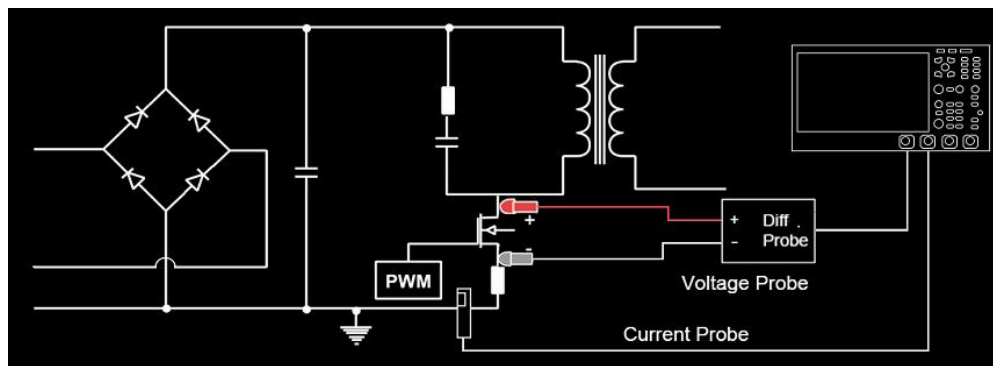 +
-
+ Diff .
- Probe
PWM
Voltage Probe
Current Probe